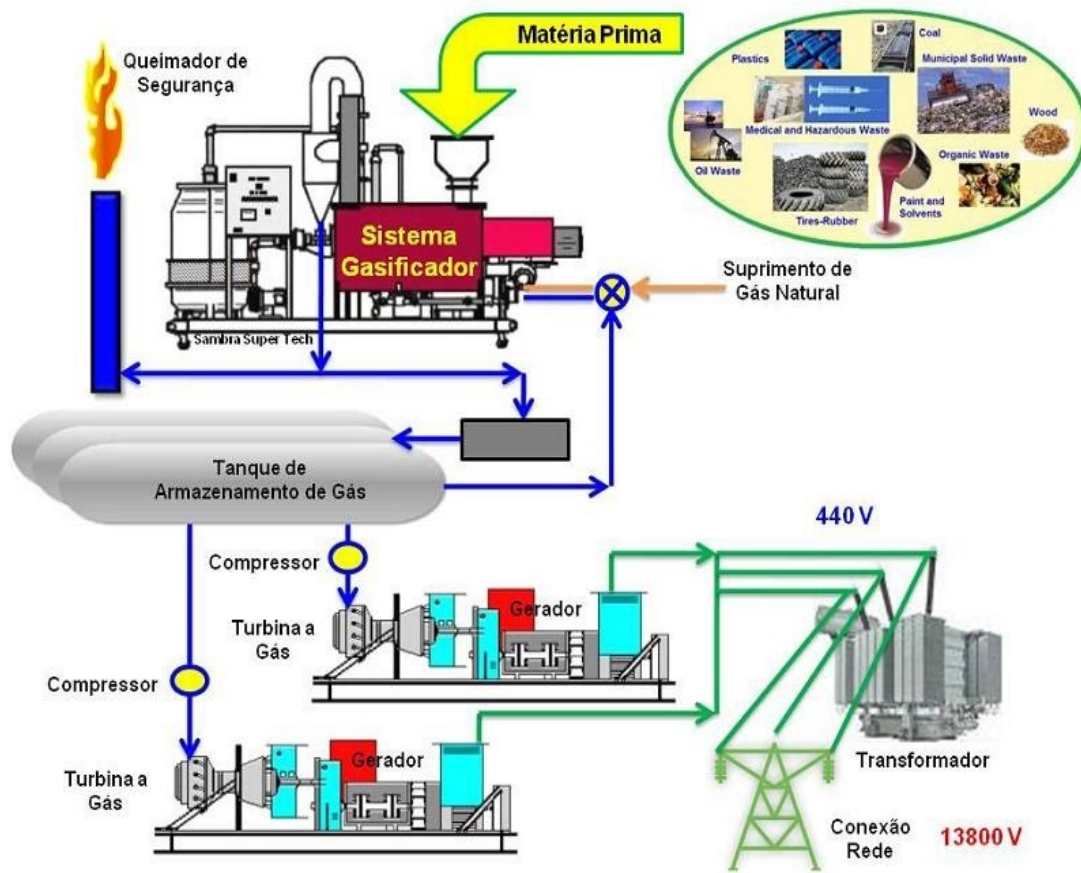 Matéria Prima
Queimador de
Segurança
Plastics
Coal
Municipal Solid Waste
Medical and Hazardous Waste
Wood
Oil Waste
Organic Waste
Tires-Rubber
Paint and
Solvents
Sistema
Gasificador
Suprimento de
Gás Natural
Sambra Super Tech
Tanque de
Armazenamento de Gás
440 V
Compressor
Gerador
Turbina a
Gás
Compressor
Gerador
Turbina a
Gás
Transformador
Conexão
Rede
13800 V